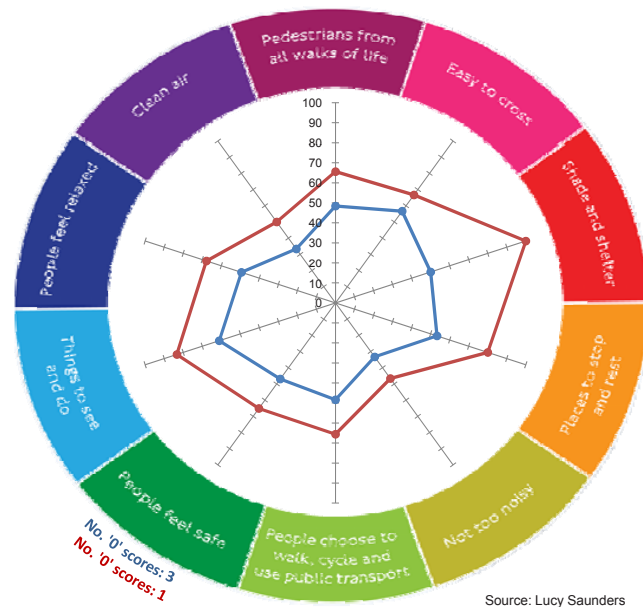 Pedestrians from
all walks of life
Easy to cross
Shade and shelter
Places to stop
and rest
Not too noisy
People choose to
walk, cycle and
use public transport
People feel safe
Things to see
and do
People feel relaxed
Clean air
100
90
80
70
60
50
40
30
20
10
0
No. '0' scores: 3
No. '0' scores: 1
Source: Lucy Saunders